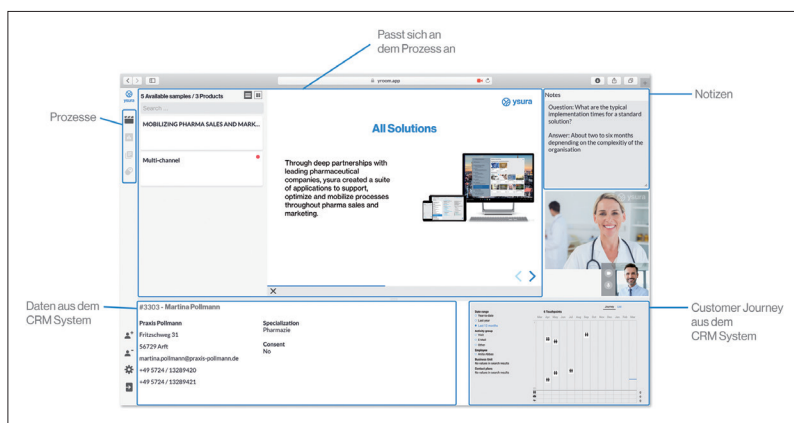 Passt sich an
dem Prozess an
Prozesse
Notizen
Daten aus dem
CRM System
Customer Journey
aus dem
CRM System
yroom.app
ysura
5 Available samples / 3 Products
Search ...
MOBILIZING PHARMA SALES AND MARK...
Multi-channel
ysura
All Solutions
Through deep partnerships with
leading pharmaceutical
companies, ysura created a suite
of applications to support,
optimize and mobilize processes
throughout pharma sales and
marketing.
Notes
Question: What are the typical
implementation times for a standard
solution?
Answer: About two to six months
depnending on the complexitiy of the
organisation
ysura
#3303 - Martina Pollmann
Praxis Pollmann
Fritzschweg 31
56729 Arft
martina.pollmann@praxis-pollmann.de
+49 5724 / 13289420
+49 5724 / 13289421
Specialization
Pharmazie
Consent
No